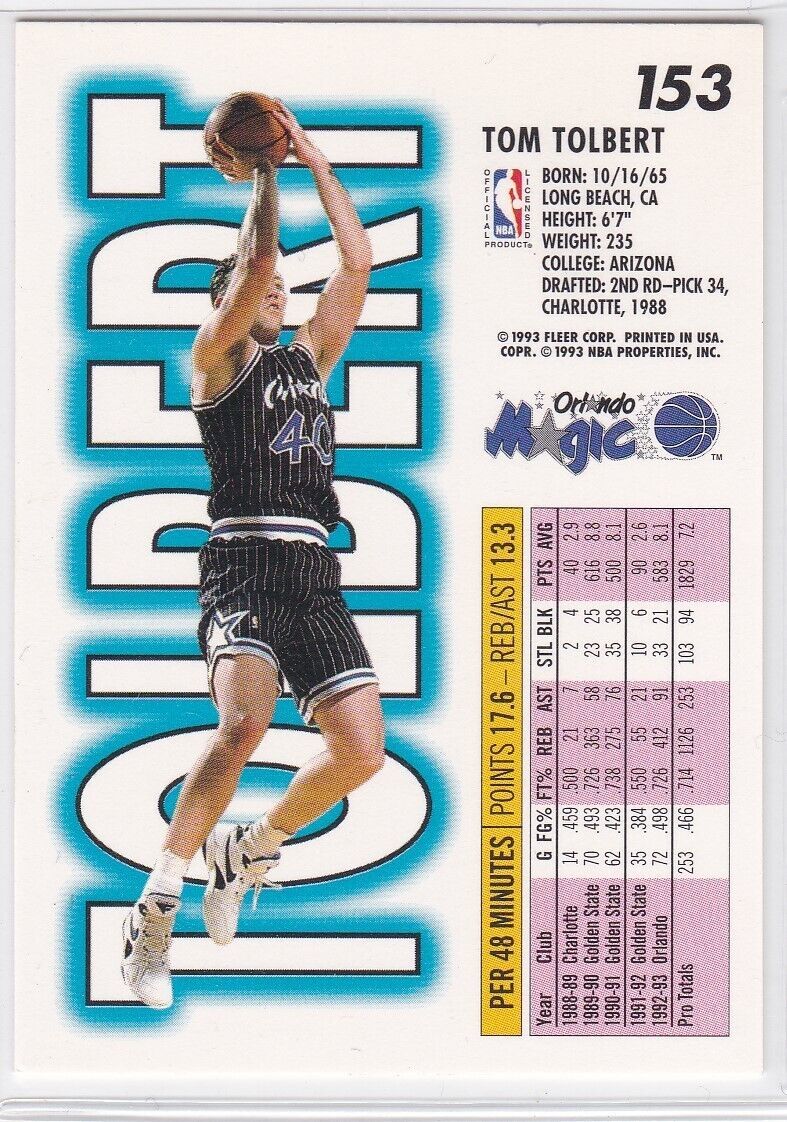 153
TOM TOLBERT
OFFICIAL LICENSED
NBA
PRODUCT®
BORN: 10/16/65
LONG BEACH, CA
HEIGHT: 6'7"
WEIGHT: 235
COLLEGE: ARIZONA
DRAFTED: 2ND RD–PICK 34,
CHARLOTTE, 1988
© 1993 FLEER CORP. PRINTED IN USA.
COPR. © 1993 NBA PROPERTIES, INC.
Orlando
Magic
TM
TOLBERT
Orlando
40
PER 48 MINUTES POINTS 17.6 – REB/AST 13.3
Year Club G FG% FT% REB AST STL BLK PTS AVG
1988-89 Charlotte 14 .459 .500 21 7 2 4 40 2.9
1989-90 Golden State 70 .493 .726 363 58 23 25 616 8.8
1990-91 Golden State 62 .423 .738 275 76 35 38 500 8.1
1991-92 Golden State 35 .384 .550 55 21 10 6 90 2.6
1992-93 Orlando 72 .498 .726 412 91 33 21 583 8.1
Pro Totals 253 .466 .714 1126 253 103 94 1829 7.2